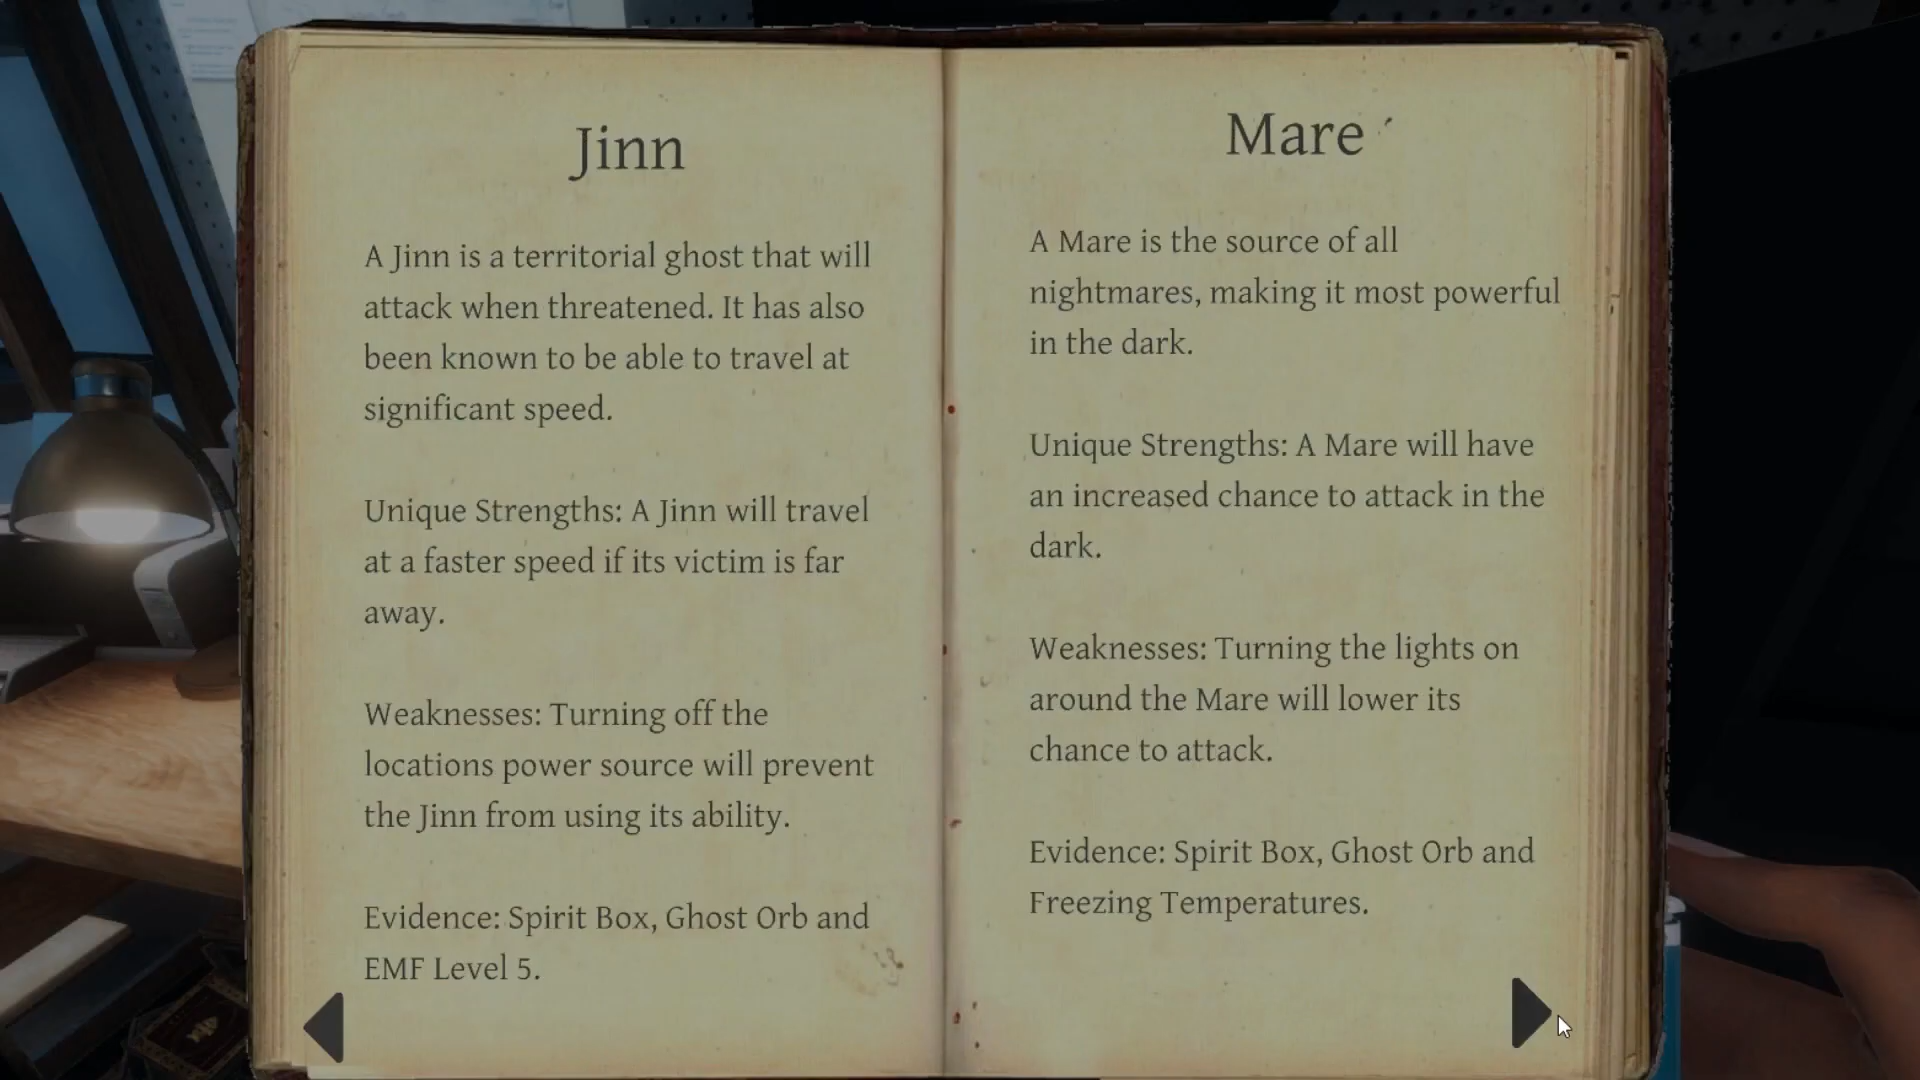 Jinn
A Jinn is a territorial ghost that will
attack when threatened. It has also
been known to be able to travel at
significant speed.
Unique Strengths: A Jinn will travel
at a faster speed if its victim is far
away.
Weaknesses: Turning off the
locations power source will prevent
the Jinn from using its ability.
Evidence: Spirit Box, Ghost Orb and
EMF Level 5.
Mare
A Mare is the source of all
nightmares, making it most powerful
in the dark.
Unique Strengths: A Mare will have
an increased chance to attack in the
dark.
Weaknesses: Turning the lights on
around the Mare will lower its
chance to attack.
Evidence: Spirit Box, Ghost Orb and
Freezing Temperatures.